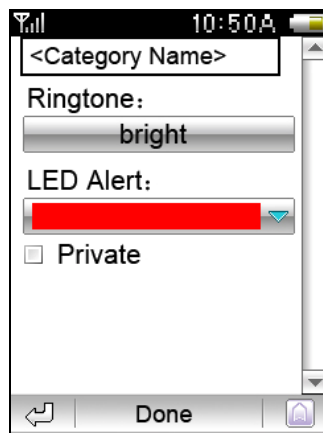 10:50A
<Category Name>
Ringtone:
bright
LED Alert:
Private
Done